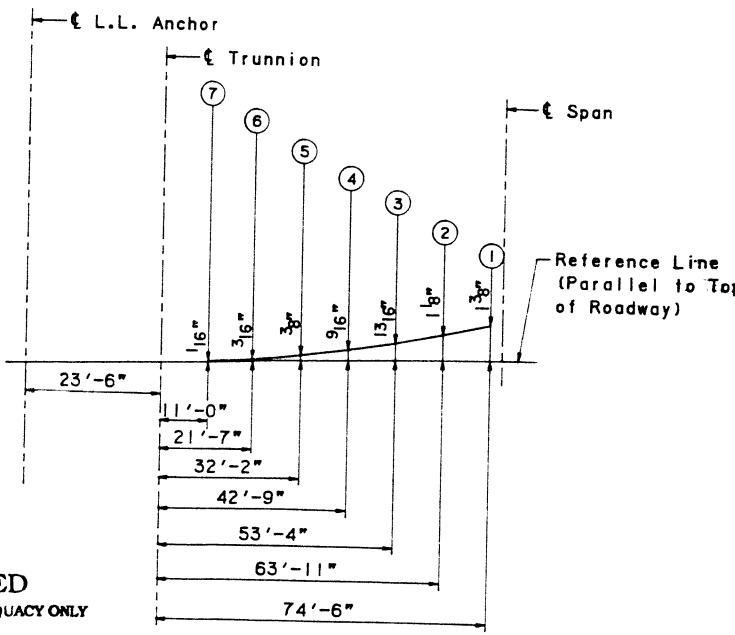 ℄ L.L. Anchor
℄ Trunnion
℄ Span
7
6
5
4
3
2
1
Reference Line
(Parallel to Top
of Roadway)
1/16"
3/16"
3/8"
9/16"
13/16"
1 1/8"
1 3/8"
23'-6"
11'-0"
21'-7"
32'-2"
42'-9"
53'-4"
63'-11"
74'-6"
ED
QUACY ONLY